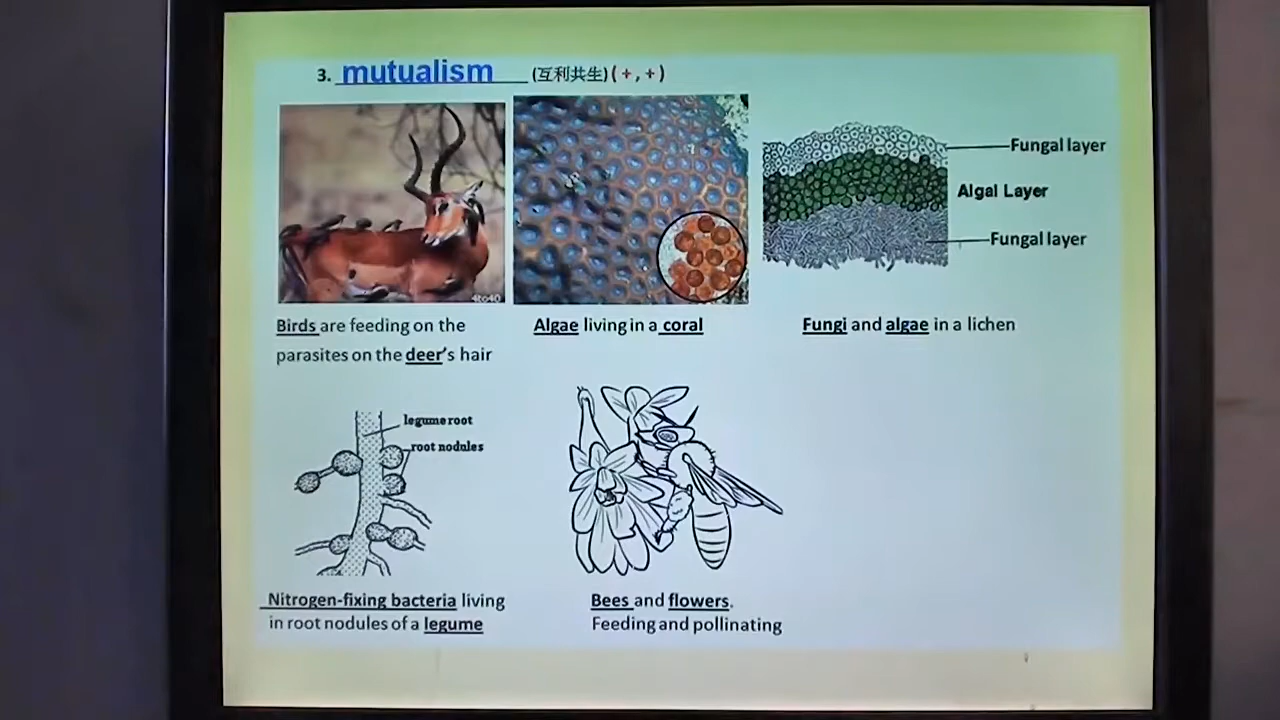 3. mutualism (互利共生) (+,+)
4to40
Fungal layer
Algal Layer
Fungal layer
Birds are feeding on the
parasites on the deer's hair
Algae living in a coral
Fungi and algae in a lichen
legume root
root nodules
Nitrogen-fixing bacteria living
in root nodules of a legume
Bees and flowers.
Feeding and pollinating